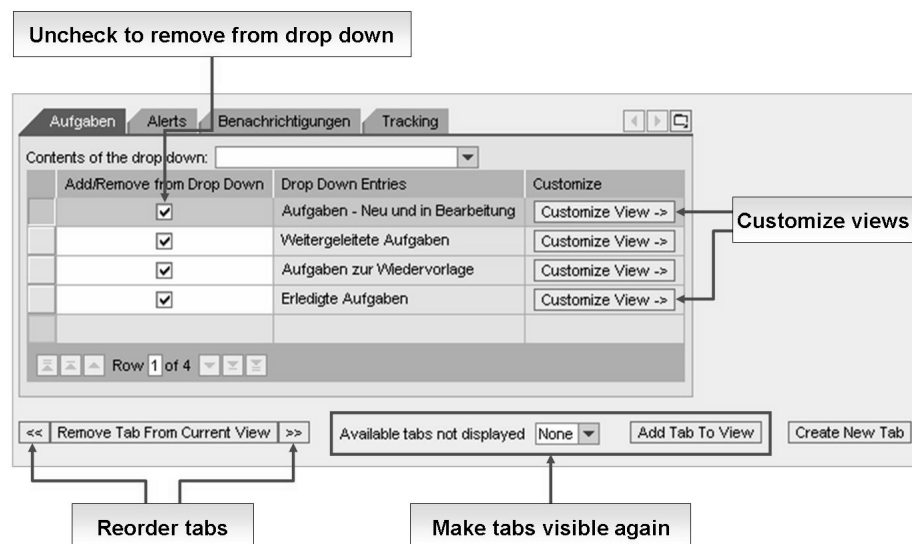 Uncheck to remove from drop down
Aufgaben Alerts Benachrichtigungen Tracking
Contents of the drop down:
Add/Remove from Drop Down Drop Down Entries Customize
Aufgaben - Neu und in Bearbeitung Customize View ->
Customize views
Weitergeleitete Aufgaben Customize View ->
Aufgaben zur Wiedervorlage Customize View ->
Erledigte Aufgaben Customize View ->
Row 1 of 4
<< Remove Tab From Current View >> Available tabs not displayed None Add Tab To View Create New Tab
Reorder tabs Make tabs visible again